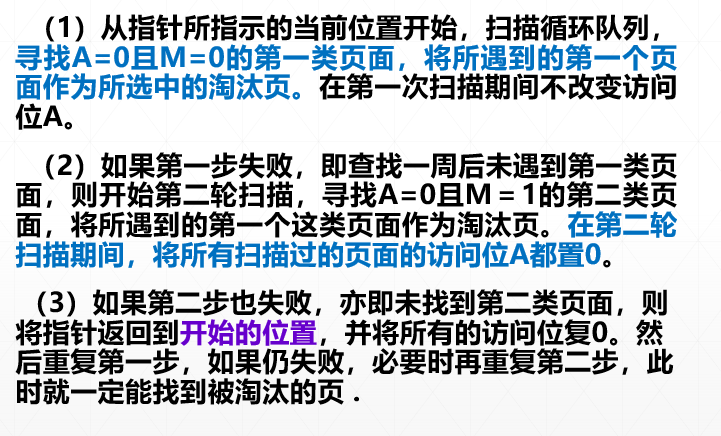 （1）从指针所指示的当前位置开始，扫描循环队列，
寻找A=0且M=0的第一类页面，将所遇到的第一个页
面作为所选中的淘汰页。在第一次扫描期间不改变访问
位A。
（2）如果第一步失败，即查找一周后未遇到第一类页
面，则开始第二轮扫描，寻找A=0且M＝1的第二类页
面，将所遇到的第一个这类页面作为淘汰页。在第二轮
扫描期间，将所有扫描过的页面的访问位A都置0。
（3）如果第二步也失败，亦即未找到第二类页面，则
将指针返回到开始的位置，并将所有的访问位复0。然
后重复第一步，如果仍失败，必要时再重复第二步，此
时就一定能找到被淘汰的页．